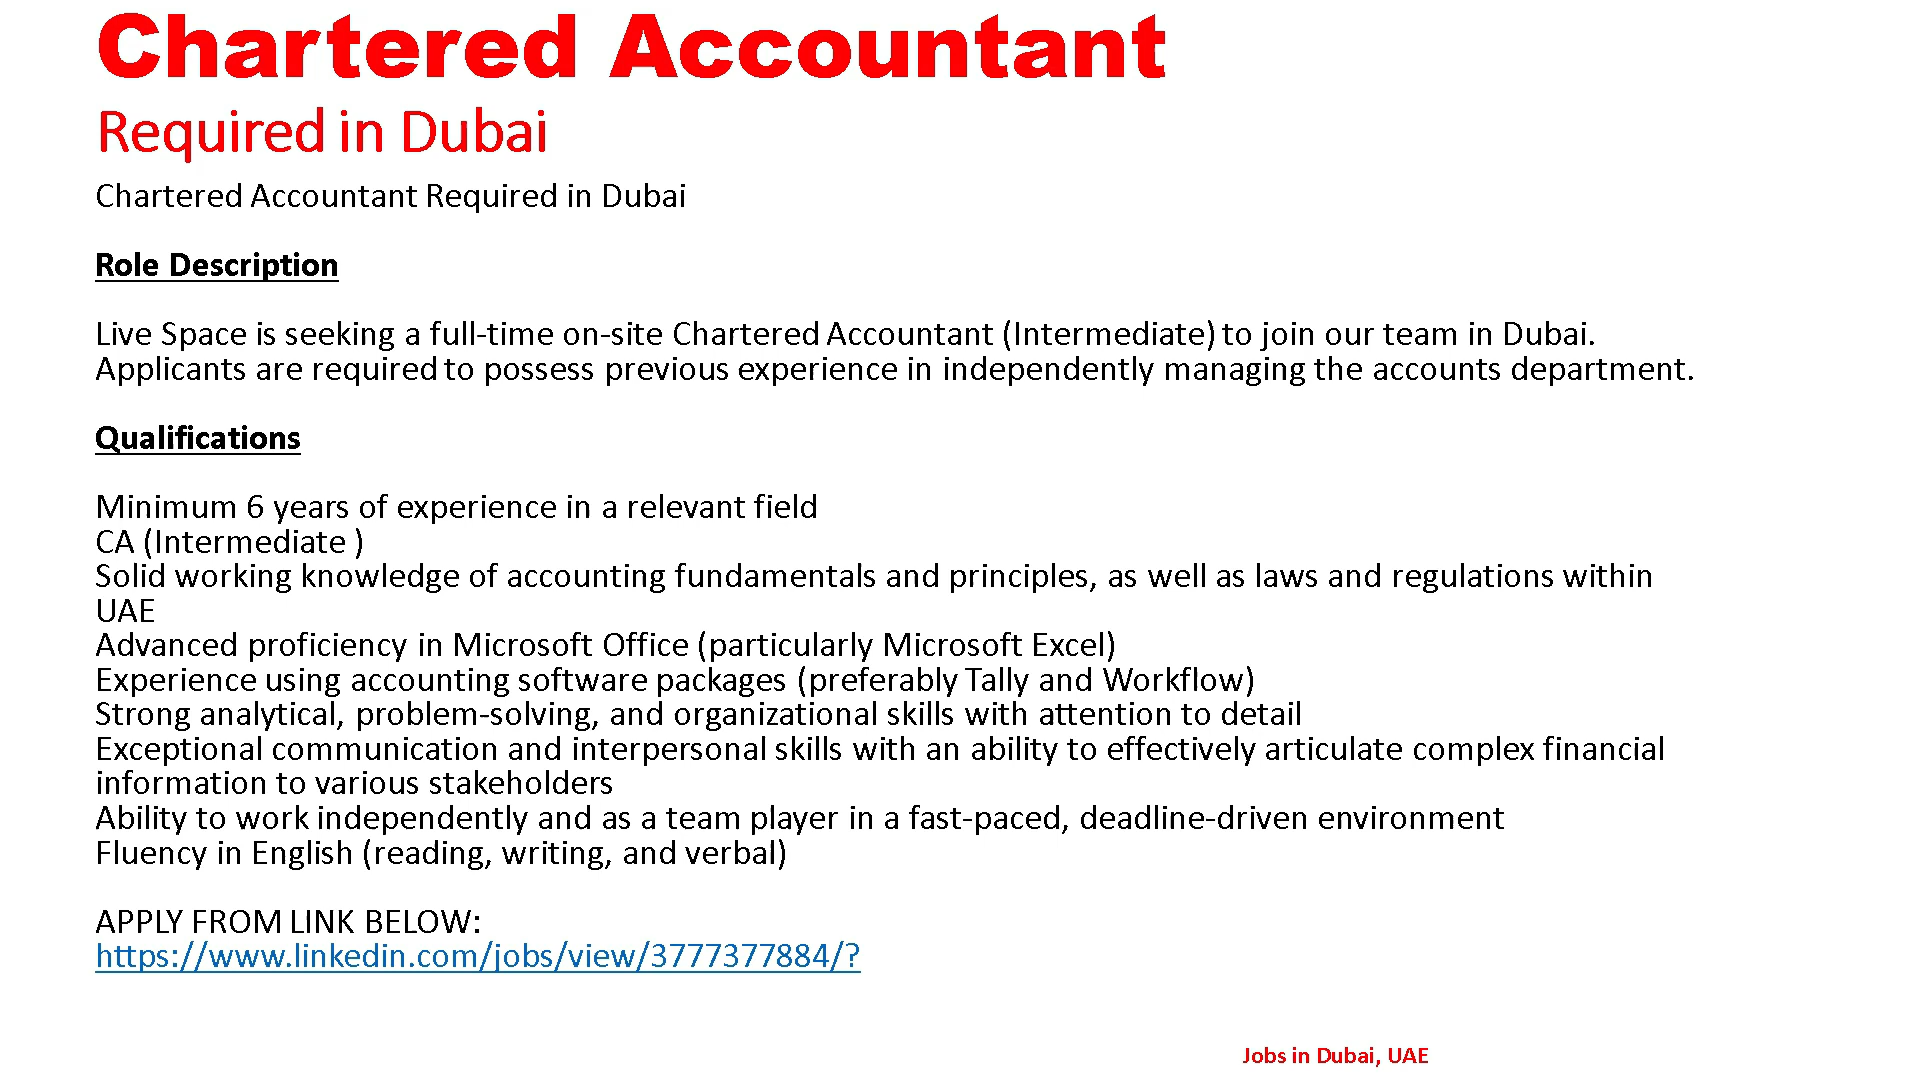 Chartered Accountant
Required in Dubai
Chartered Accountant Required in Dubai
Role Description
Live Space is seeking a full-time on-site Chartered Accountant (Intermediate) to join our team in Dubai.
Applicants are required to possess previous experience in independently managing the accounts department.
Qualifications
Minimum 6 years of experience in a relevant field
CA (Intermediate )
Solid working knowledge of accounting fundamentals and principles, as well as laws and regulations within
UAE
Advanced proficiency in Microsoft Office (particularly Microsoft Excel)
Experience using accounting software packages (preferably Tally and Workflow)
Strong analytical, problem-solving, and organizational skills with attention to detail
Exceptional communication and interpersonal skills with an ability to effectively articulate complex financial
information to various stakeholders
Ability to work independently and as a team player in a fast-paced, deadline-driven environment
Fluency in English (reading, writing, and verbal)
APPLY FROM LINK BELOW:
https://www.linkedin.com/jobs/view/3777377884/?
Jobs in Dubai, UAE